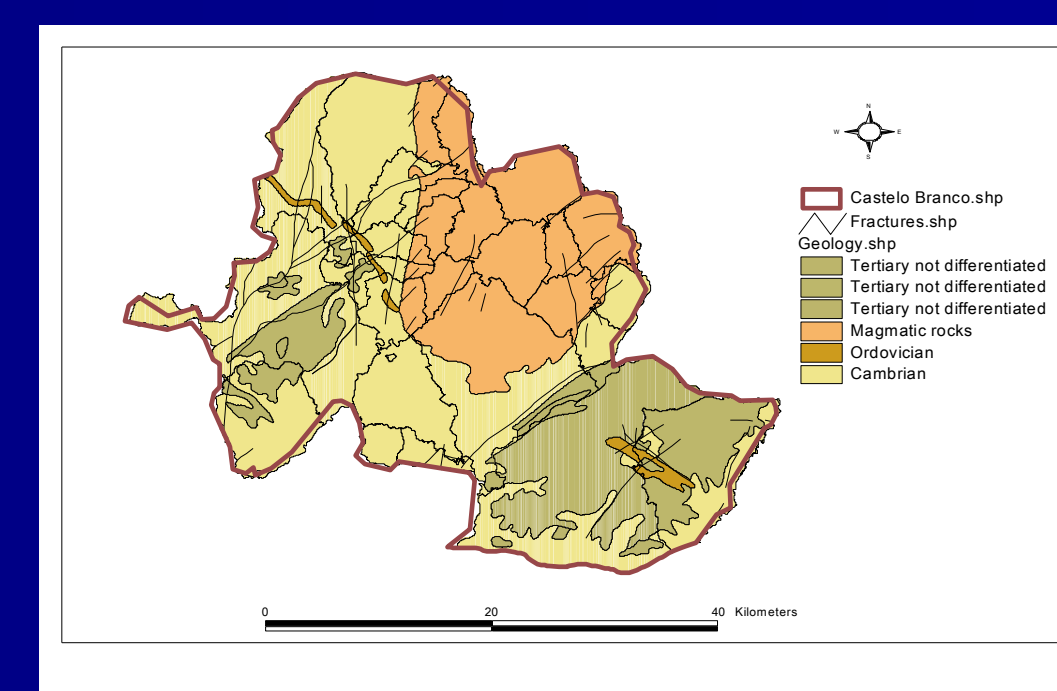 N
W E
S
Castelo Branco.shp
Fractures.shp
Geology.shp
Tertiary not differentiated
Tertiary not differentiated
Tertiary not differentiated
Magmatic rocks
Ordovician
Cambrian
0 20 40 Kilometers